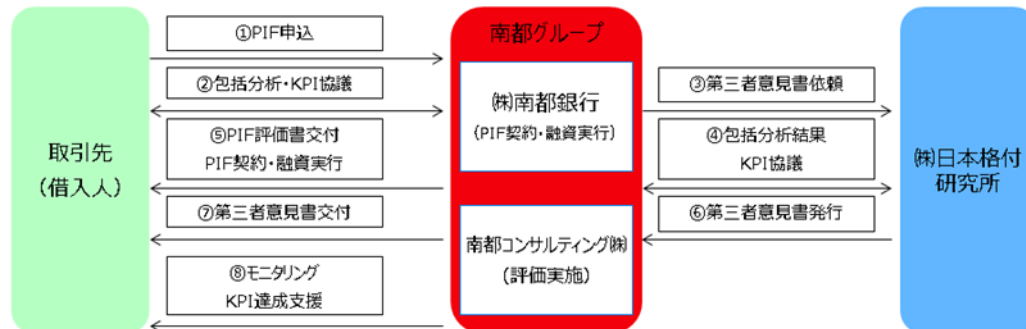 取引先
(借入人)
①PIF申込
②包括分析・KPI協議
⑤PIF評価書交付
PIF契約・融資実行
⑦第三者意見書交付
⑧モニタリング
KPI達成支援
南都グループ
㈱南都銀行
(PIF契約・融資実行)
南都コンサルティング㈱
(評価実施)
③第三者意見書依頼
④包括分析結果
KPI協議
⑥第三者意見書発行
㈱日本格付
研究所